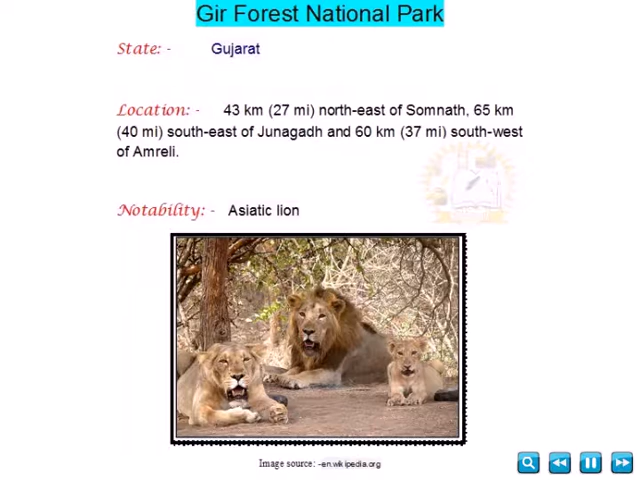 Gir Forest National Park
State: - Gujarat
Location: - 43 km (27 mi) north-east of Somnath, 65 km
(40 mi) south-east of Junagadh and 60 km (37 mi) south-west
of Amreli.
Notability: - Asiatic lion
Image source: -en.wikipedia.org